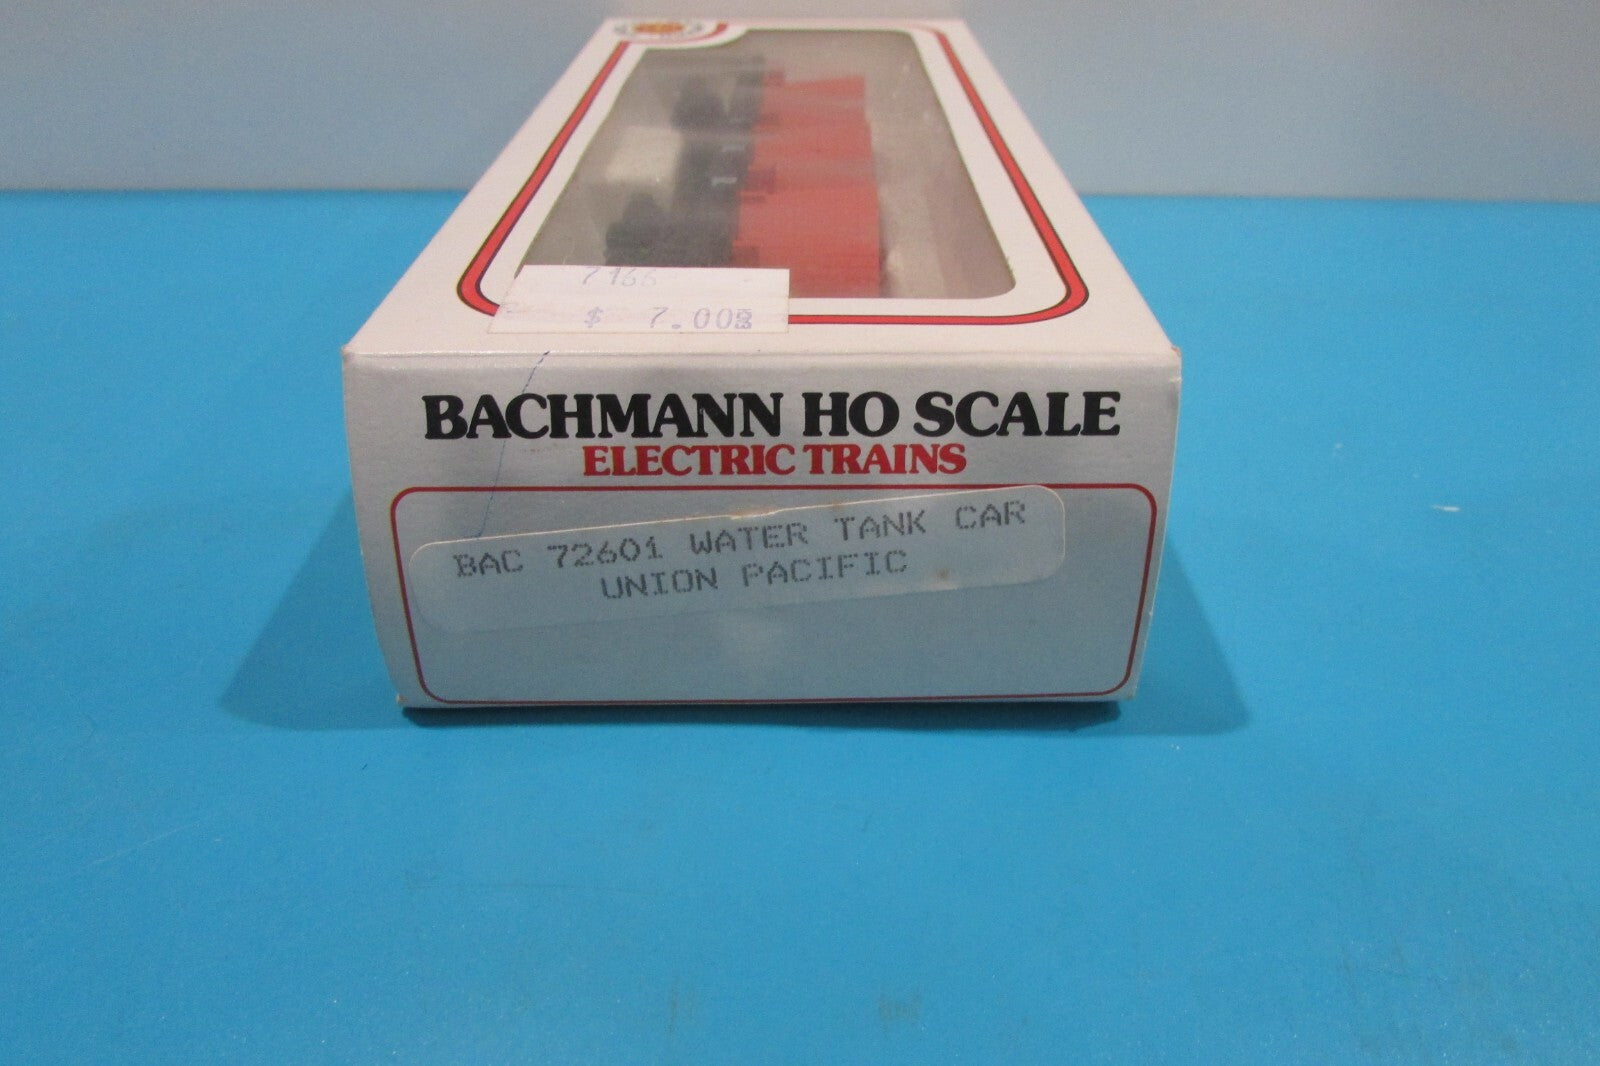 $ 7.00
BACHMANN HO SCALE
ELECTRIC TRAINS
BAC 72601 WATER TANK CAR
UNION PACIFIC